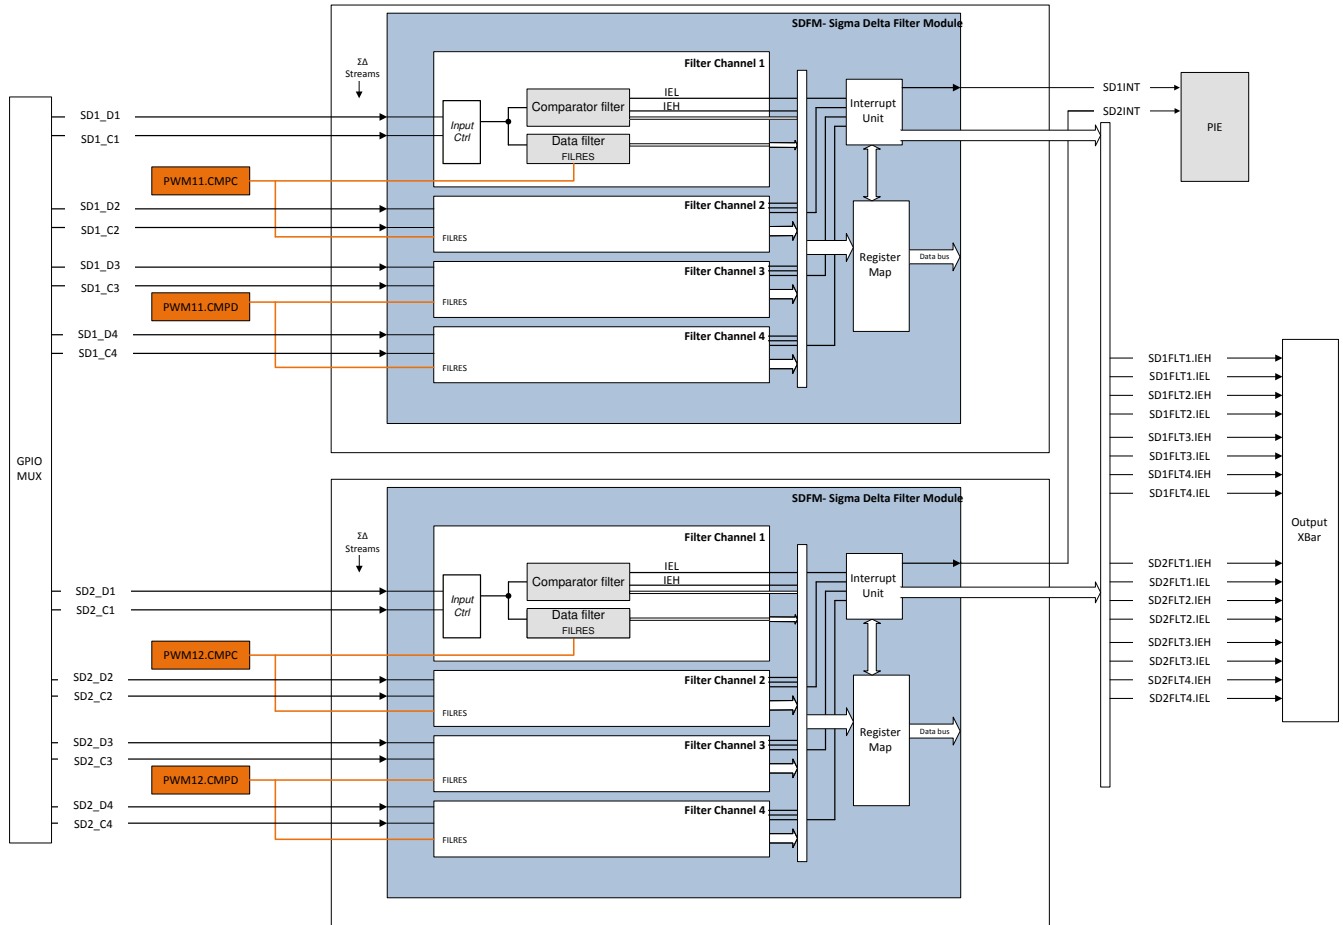 SDFM- Sigma Delta Filter Module
ΣΔ
Streams
Filter Channel 1
IEL
IEH
Comparator filter
Input
Ctrl
Data filter
FILRES
Interrupt
Unit
SD1_D1
SD1_C1
PWM11.CMPC
SD1_D2
SD1_C2
Filter Channel 2
FILRES
SD1_D3
SD1_C3
Filter Channel 3
FILRES
PWM11.CMPD
SD1_D4
SD1_C4
Filter Channel 4
FILRES
Register
Map
Data bus
SD1INT
SD2INT
PIE
GPIO
MUX
SD1FLT1.IEH
SD1FLT1.IEL
SD1FLT2.IEH
SD1FLT2.IEL
SD1FLT3.IEH
SD1FLT3.IEL
SD1FLT4.IEH
SD1FLT4.IEL
Output
XBar
SD2FLT1.IEH
SD2FLT1.IEL
SD2FLT2.IEH
SD2FLT2.IEL
SD2FLT3.IEH
SD2FLT3.IEL
SD2FLT4.IEH
SD2FLT4.IEL
SDFM- Sigma Delta Filter Module
ΣΔ
Streams
Filter Channel 1
IEL
IEH
Comparator filter
Input
Ctrl
Data filter
FILRES
Interrupt
Unit
SD2_D1
SD2_C1
PWM12.CMPC
SD2_D2
SD2_C2
Filter Channel 2
FILRES
SD2_D3
SD2_C3
Filter Channel 3
FILRES
PWM12.CMPD
SD2_D4
SD2_C4
Filter Channel 4
FILRES
Register
Map
Data bus